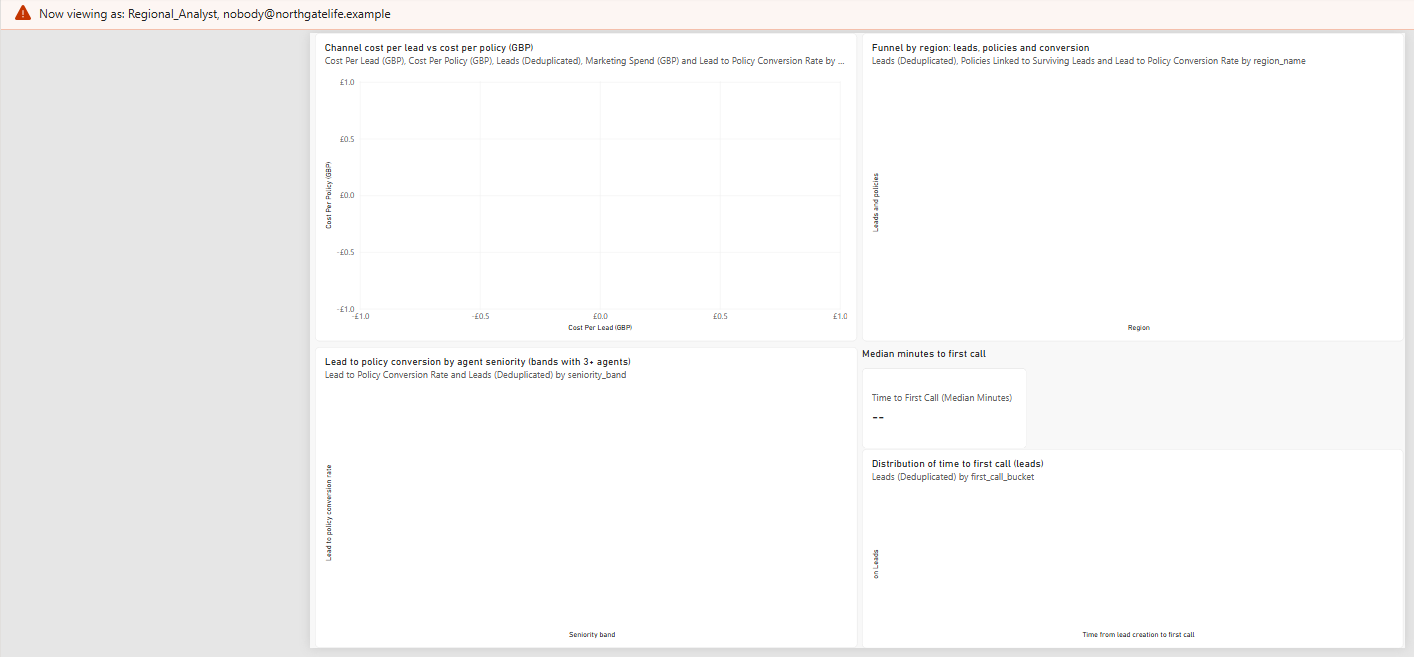 Now viewing as: Regional_Analyst, nobody@northgatelife.example
Channel cost per lead vs cost per policy (GBP)
Cost Per Lead (GBP), Cost Per Policy (GBP), Leads (Deduplicated), Marketing Spend (GBP) and Lead to Policy Conversion Rate by ...
£1.0
£0.5
£0.0
-£0.5
-£1.0
Cost Per Policy (GBP)
-£1.0
-£0.5
£0.0
£0.5
£1.0
Cost Per Lead (GBP)
Funnel by region: leads, policies and conversion
Leads (Deduplicated), Policies Linked to Surviving Leads and Lead to Policy Conversion Rate by region_name
Leads and policies
Region
Lead to policy conversion by agent seniority (bands with 3+ agents)
Lead to Policy Conversion Rate and Leads (Deduplicated) by seniority_band
Lead to policy conversion rate
Seniority band
Median minutes to first call
Time to First Call (Median Minutes)
--
Distribution of time to first call (leads)
Leads (Deduplicated) by first_call_bucket
on Leads
Time from lead creation to first call